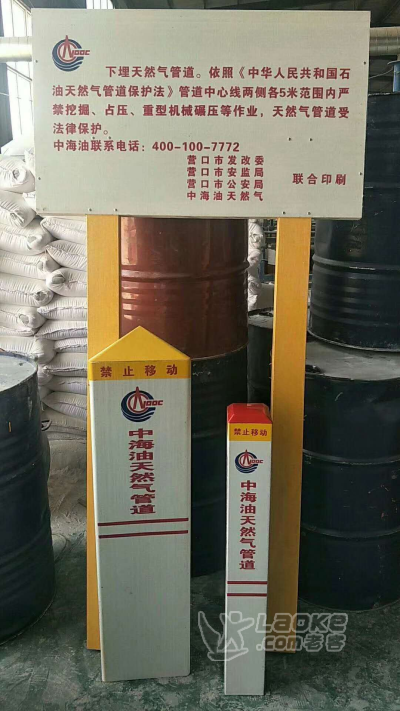 CNOOC
下埋天然气管道。依照《中华人民共和国石
油天然气管道保护法》管道中心线两侧各5米范围内严
禁挖掘、占压、重型机械碾压等作业，天然气管道受
法律保护。
中海油联系电话：400-100-7772
营口市发改委
营口市安监局
营口市公安局
中海油天然气
联合印刷
禁止移动
CNOOC
中海油天然气管道
禁止移动
CNOOC
中海油天然气管道
LAOKE
.com老客